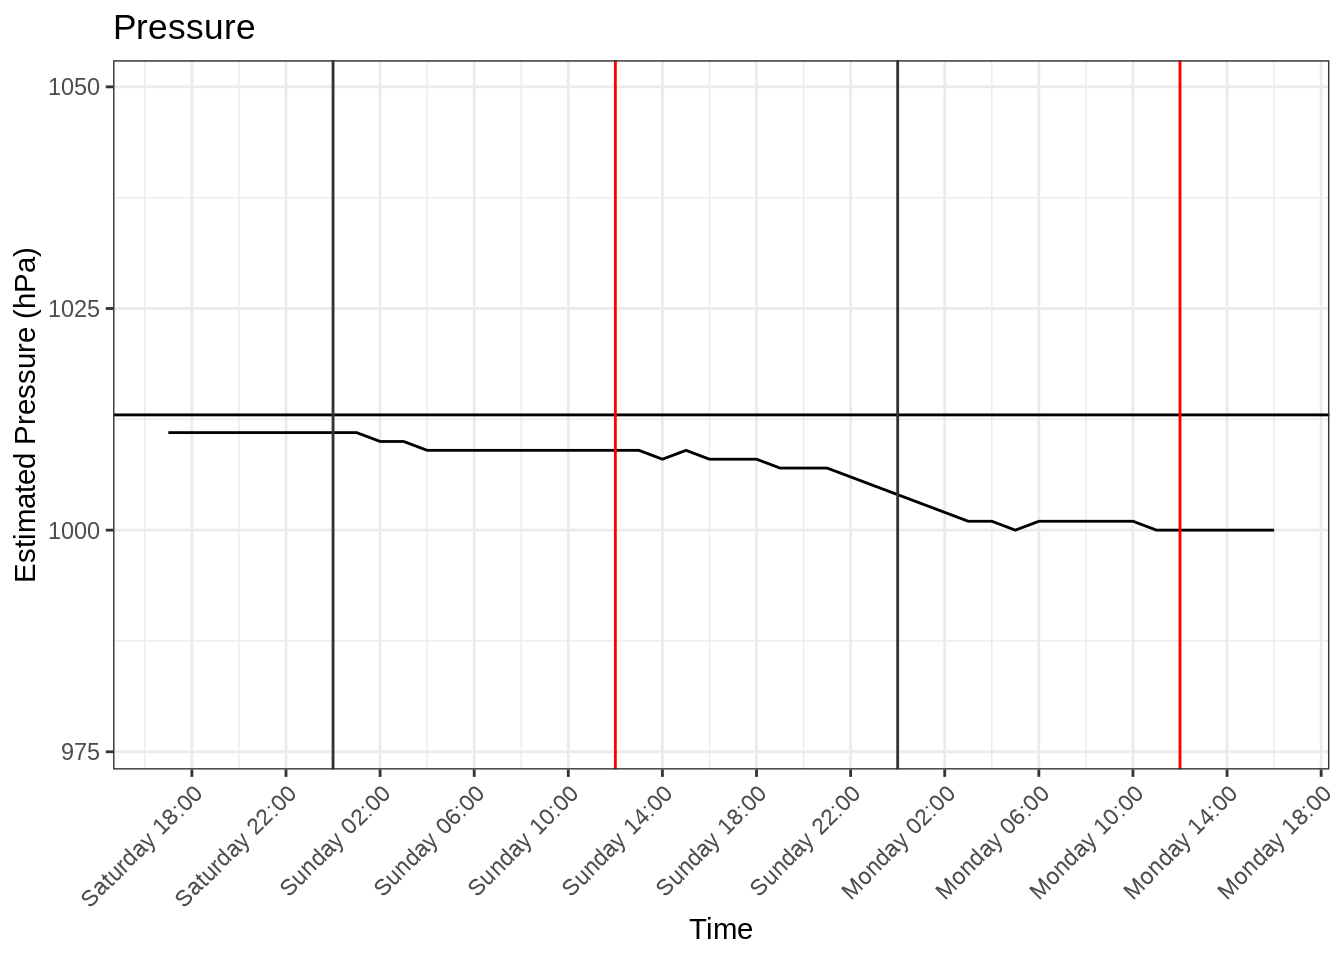 Pressure
Estimated Pressure (hPa)
1050
1025
1000
975
Saturday 18:00
Saturday 22:00
Sunday 02:00
Sunday 06:00
Sunday 10:00
Sunday 14:00
Sunday 18:00
Sunday 22:00
Monday 02:00
Monday 06:00
Monday 10:00
Monday 14:00
Monday 18:00
Time